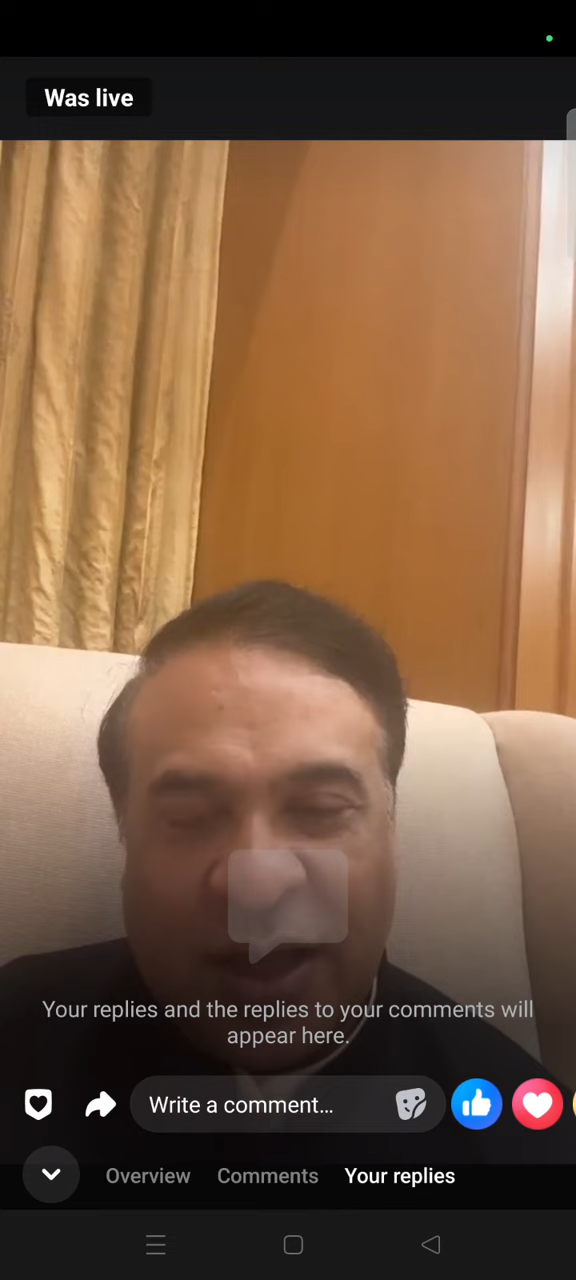 Was live
Your replies and the replies to your comments will
appear here.
Write a comment...
Overview
Comments
Your replies